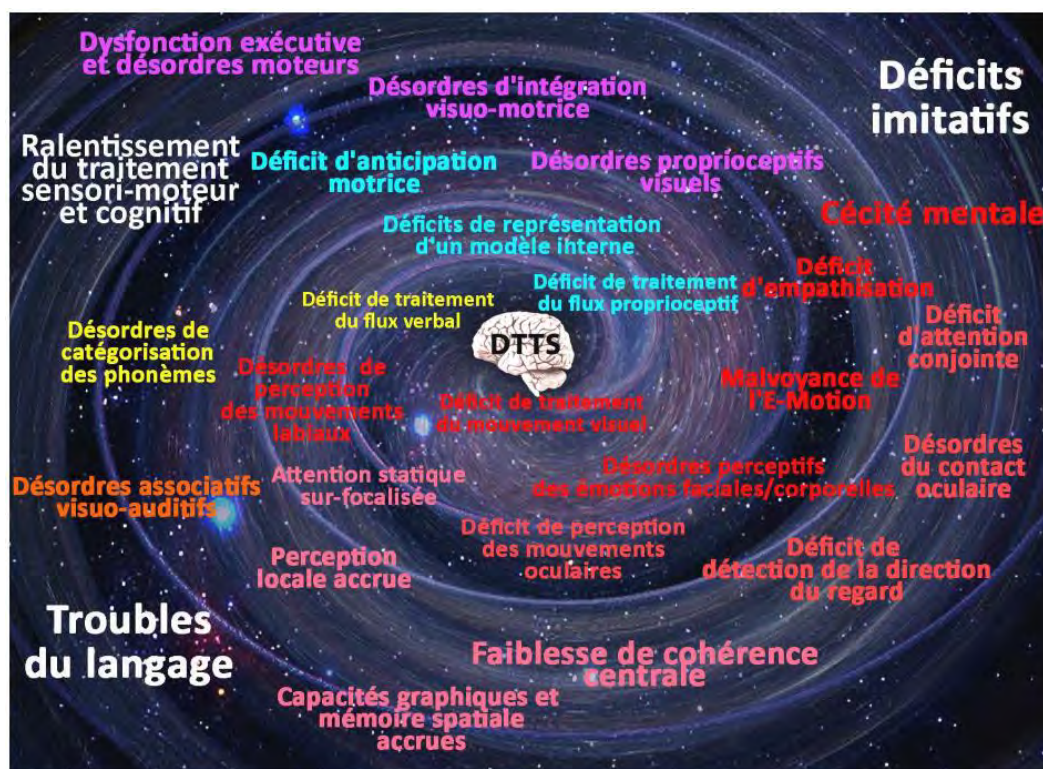 Dysfonction exécutive
et désordres moteurs
Désordres d'intégration
visuo-motrice
Déficits
imitatifs
Ralentissement
du traitement
sensori-moteur
et cognitif
Déficit d'anticipation
motrice
Désordres proprioceptifs
visuels
Cécité mentale
Déficits de représentation
d'un modèle interne
Déficit
d'empathisation
Déficit de traitement
du flux proprioceptif
Déficit de traitement
du flux verbal
DTTS
Déficit
d'attention
conjointe
Désordres de
catégorisation
des phonèmes
Désordres de
perception
des mouvements
labiaux
Malvoyance de
l'E-Motion
Déficit de traitement
du mouvement visuel
Désordres
du contact
oculaire
Désordres perceptifs
des émotions faciales/corporelles
Attention statique
sur-focalisée
Désordres associatifs
visuo-auditifs
Déficit de perception
des mouvements
oculaires
Déficit de
détection de la direction
du regard
Perception
locale accrue
Troubles
du langage
Faiblesse de cohérence
centrale
Capacités graphiques et
mémoire spatiale
accrues